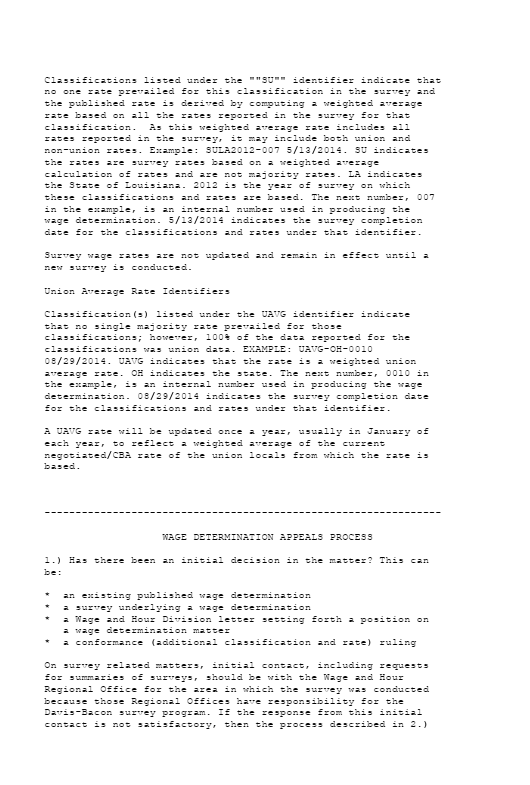 Classifications listed under the ""SU"" identifier indicate that
no one rate prevailed for this classification in the survey and
the published rate is derived by computing a weighted average
rate based on all the rates reported in the survey for that
classification.  As this weighted average rate includes all
rates reported in the survey, it may include both union and
non-union rates. Example: SULA2012-007 5/13/2014. SU indicates
the rates are survey rates based on a weighted average
calculation of rates and are not majority rates. LA indicates
the State of Louisiana. 2012 is the year of survey on which
these classifications and rates are based. The next number, 007
in the example, is an internal number used in producing the
wage determination. 5/13/2014 indicates the survey completion
date for the classifications and rates under that identifier.

Survey wage rates are not updated and remain in effect until a
new survey is conducted.

Union Average Rate Identifiers

Classification(s) listed under the UAVG identifier indicate
that no single majority rate prevailed for those
classifications; however, 100% of the data reported for the
classifications was union data. EXAMPLE: UAVG-OH-0010
08/29/2014. UAVG indicates that the rate is a weighted union
average rate. OH indicates the state. The next number, 0010 in
the example, is an internal number used in producing the wage
determination. 08/29/2014 indicates the survey completion date
for the classifications and rates under that identifier.

A UAVG rate will be updated once a year, usually in January of
each year, to reflect a weighted average of the current
negotiated/CBA rate of the union locals from which the rate is
based.

----------------------------------------------------------------

WAGE DETERMINATION APPEALS PROCESS

1.) Has there been an initial decision in the matter? This can
be:

*  an existing published wage determination
*  a survey underlying a wage determination
*  a Wage and Hour Division letter setting forth a position on
a wage determination matter
*  a conformance (additional classification and rate) ruling

On survey related matters, initial contact, including requests
for summaries of surveys, should be with the Wage and Hour
Regional Office for the area in which the survey was conducted
because those Regional Offices have responsibility for the
Davis-Bacon survey program. If the response from this initial
contact is not satisfactory, then the process described in 2.)